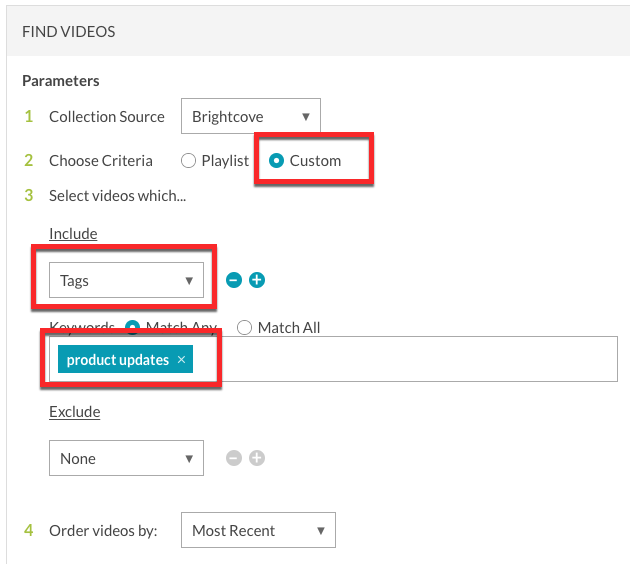 FIND VIDEOS
Parameters
1 Collection Source Brightcove
2 Choose Criteria Playlist Custom
3 Select videos which...
Include
Tags
Keywords Match Any Match All
product updates ×
Exclude
None
4 Order videos by: Most Recent